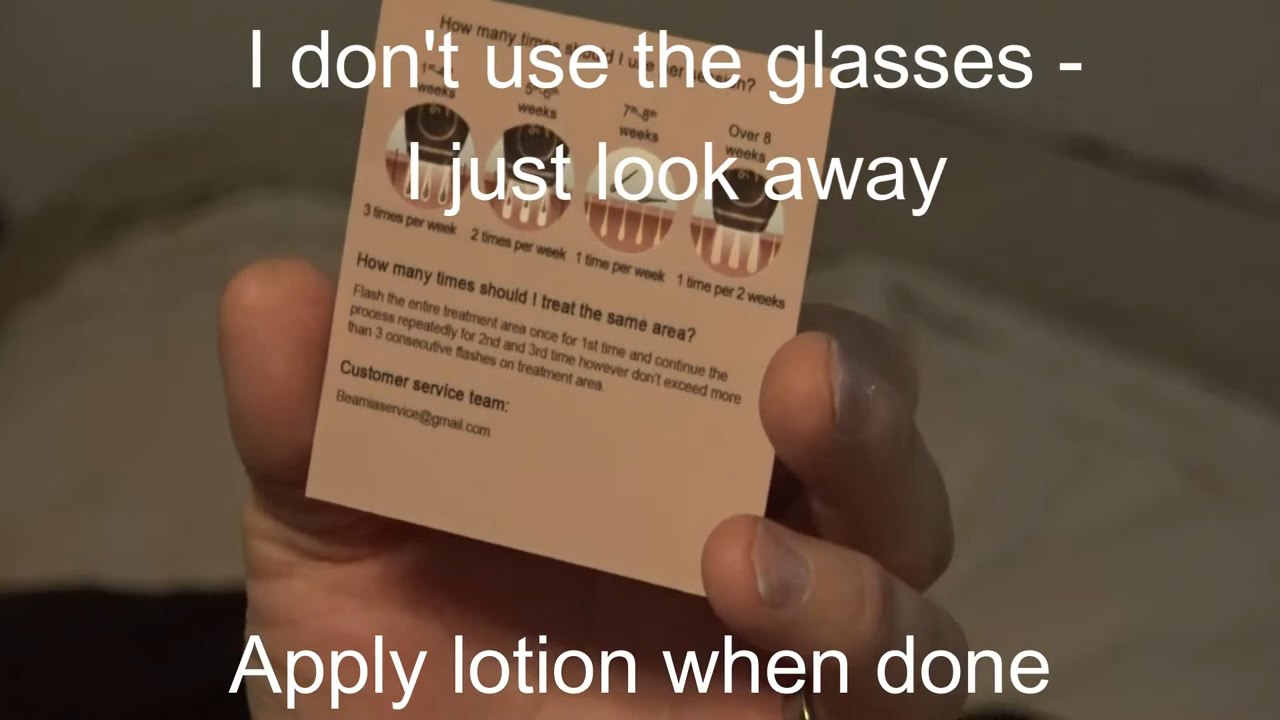 I don't use the glasses -
I just look away
How many times should I use per session?
1st-4th weeks
5th-6th weeks
7th-8th weeks
Over 8 weeks
3 times per week
2 times per week
1 time per week
1 time per 2 weeks
How many times should I treat the same area?
Flash the entire treatment area once for 1st time and continue the
process repeatedly for 2nd and 3rd time however don't exceed more
than 3 consecutive flashes on treatment area.
Customer service team:
Beamiaservice@gmail.com
Apply lotion when done